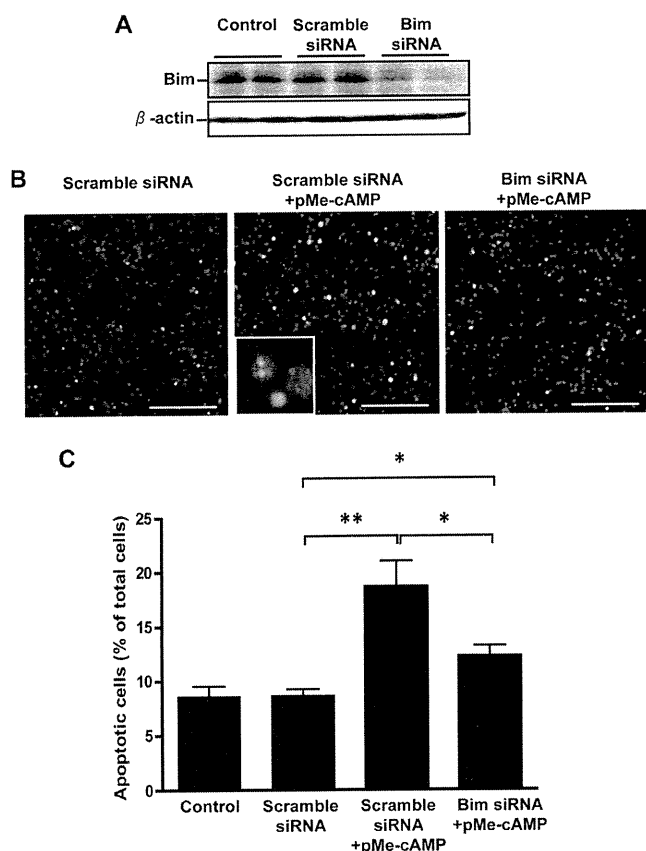 A
Control
Scramble
siRNA
Bim
siRNA
Bim
β-actin
B
Scramble siRNA
Scramble siRNA
+pMe-cAMP
Bim siRNA
+pMe-cAMP
C
*
** *
Apoptotic cells (% of total cells)
25
20
15
10
5
0
Control
Scramble
siRNA
Scramble
siRNA
+pMe-cAMP
Bim siRNA
+pMe-cAMP